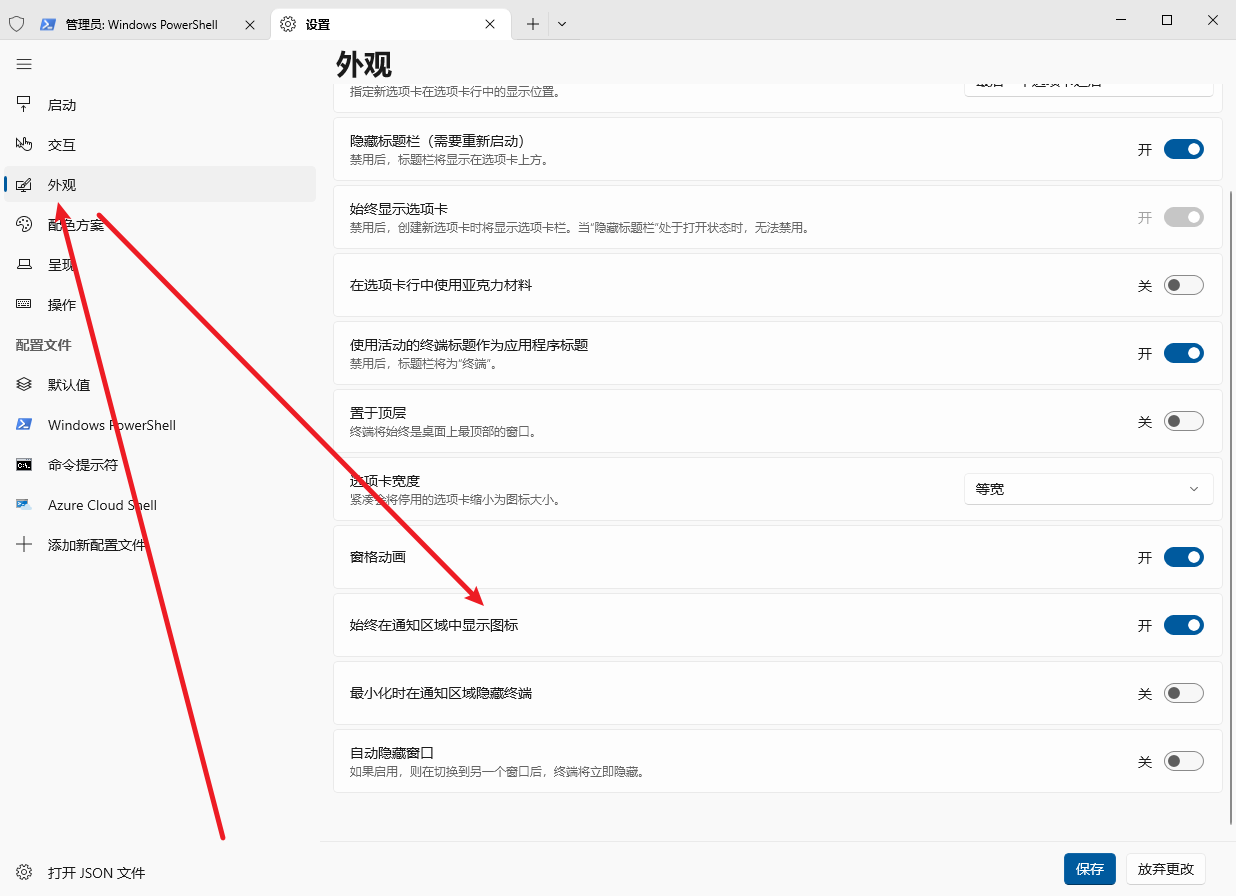 管理员: Windows PowerShell
设置
启动
交互
外观
配色方案
呈现
操作
配置文件
默认值
Windows PowerShell
命令提示符
Azure Cloud Shell
添加新配置文件
打开 JSON 文件
外观
指定新选项卡在选项卡行中的显示位置。
隐藏标题栏（需要重新启动）
禁用后，标题栏将显示在选项卡上方。
开
始终显示选项卡
禁用后，创建新选项卡时将显示选项卡栏。当“隐藏标题栏”处于打开状态时，无法禁用。
开
在选项卡行中使用亚克力材料
关
使用活动的终端标题作为应用程序标题
禁用后，标题栏将为“终端”。
开
置于顶层
终端将始终是桌面上最顶部的窗口。
关
选项卡宽度
紧凑会将停用的选项卡缩小为图标大小。
等宽
窗格动画
开
始终在通知区域中显示图标
开
最小化时在通知区域隐藏终端
关
自动隐藏窗口
如果启用，则在切换到另一个窗口后，终端将立即隐藏。
关
保存
放弃更改